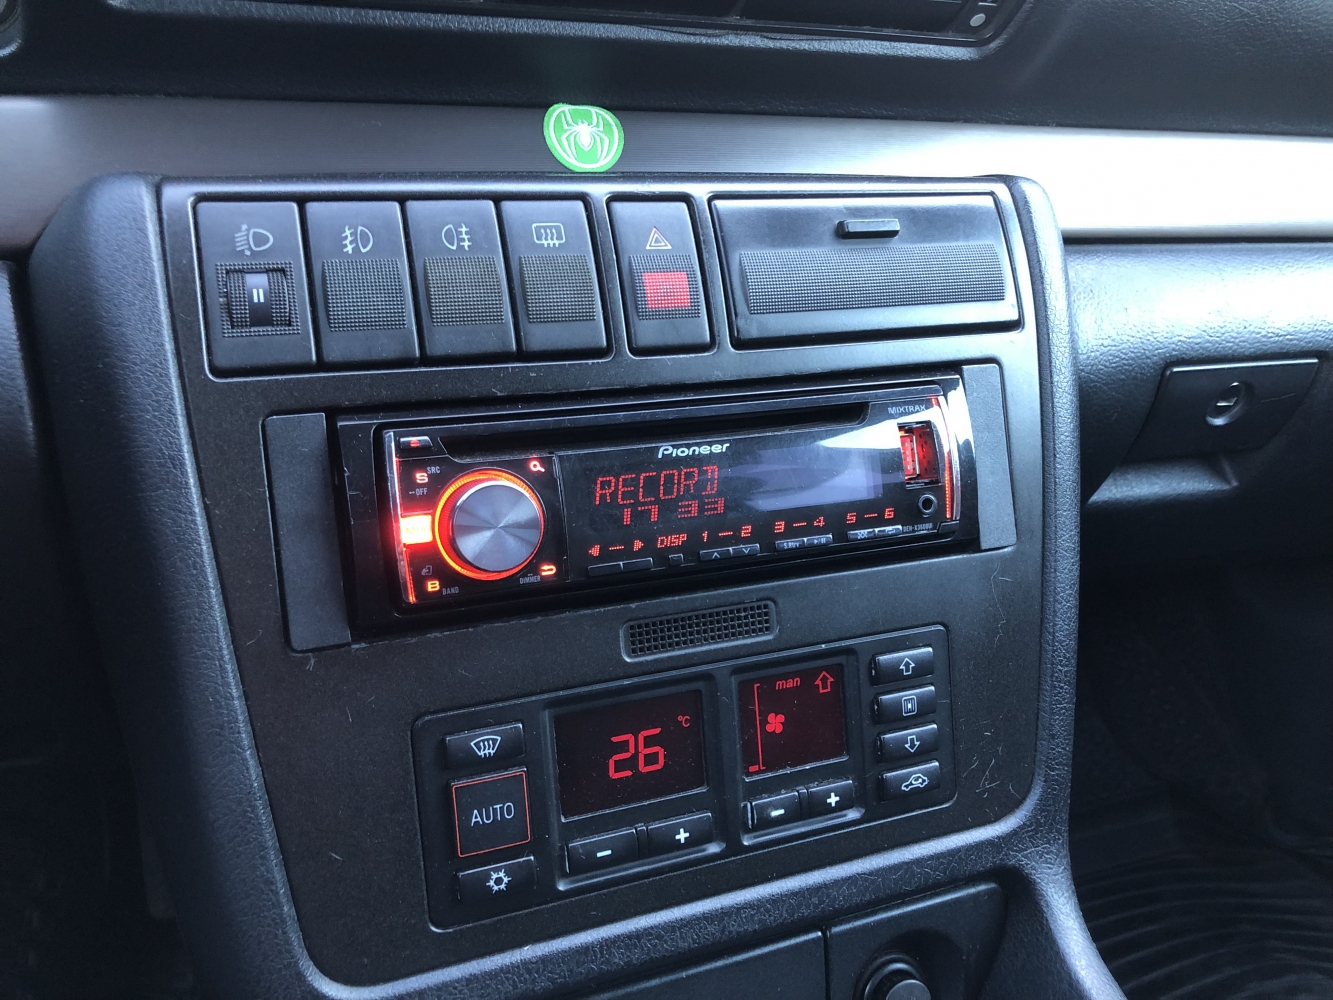 MIXTRAX
Pioneer
SRC
S
OFF
RECORD
17 33
DISP 1 — 2 3 — 4 5 — 6
B BAND
DIMMER
man
°C
26
AUTO
- +
- +